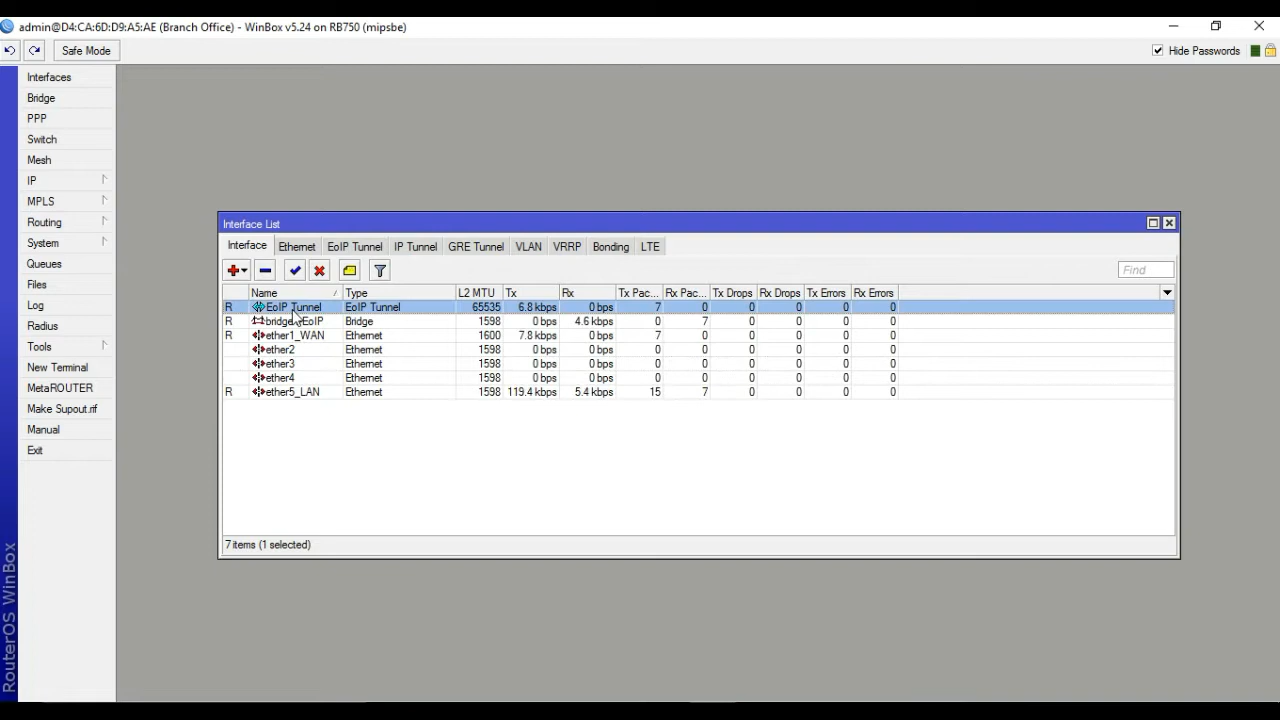 admin@D4:CA:6D:D9:A5:AE (Branch Office) - WinBox v5.24 on RB750 (mipsbe)
Safe Mode
Hide Passwords
Interfaces
Bridge
PPP
Switch
Mesh
IP
MPLS
Routing
System
Queues
Files
Log
Radius
Tools
New Terminal
MetaROUTER
Make Supout.rif
Manual
Exit
RouterOS WinBox
Interface List
Interface Ethernet EoIP Tunnel IP Tunnel GRE Tunnel VLAN VRRP Bonding LTE
Find
Name / Type L2 MTU Tx Rx Tx Pac... Rx Pac... Tx Drops Rx Drops Tx Errors Rx Errors
R EoIP Tunnel EoIP Tunnel 65535 6.8 kbps 0 bps 7 0 0 0 0 0
R EoIP Bridge 1598 0 bps 4.6 kbps 0 7 0 0 0 0
R ether1_WAN Ethernet 1600 7.8 kbps 0 bps 7 0 0 0 0 0
ether2 Ethernet 1598 0 bps 0 bps 0 0 0 0 0 0
ether3 Ethernet 1598 0 bps 0 bps 0 0 0 0 0 0
ether4 Ethernet 1598 0 bps 0 bps 0 0 0 0 0 0
R ether5_LAN Ethernet 1598 119.4 kbps 5.4 kbps 15 7 0 0 0 0
7 items (1 selected)